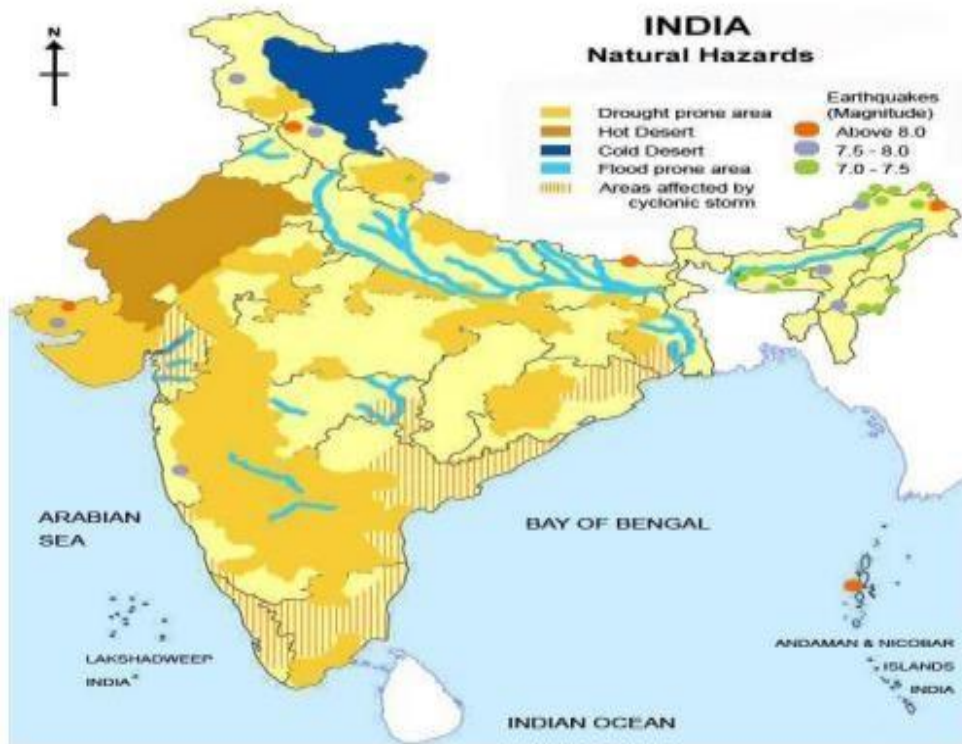 INDIA
Natural Hazards
N
Drought prone area
Hot Desert
Cold Desert
Flood prone area
Areas affected by
cyclonic storm
Earthquakes
(Magnitude)
Above 8.0
7.5 - 8.0
7.0 - 7.5
ARABIAN
SEA
BAY OF BENGAL
LAKSHADWEEP
INDIA
ANDAMAN & NICOBAR
ISLANDS
INDIA
INDIAN OCEAN